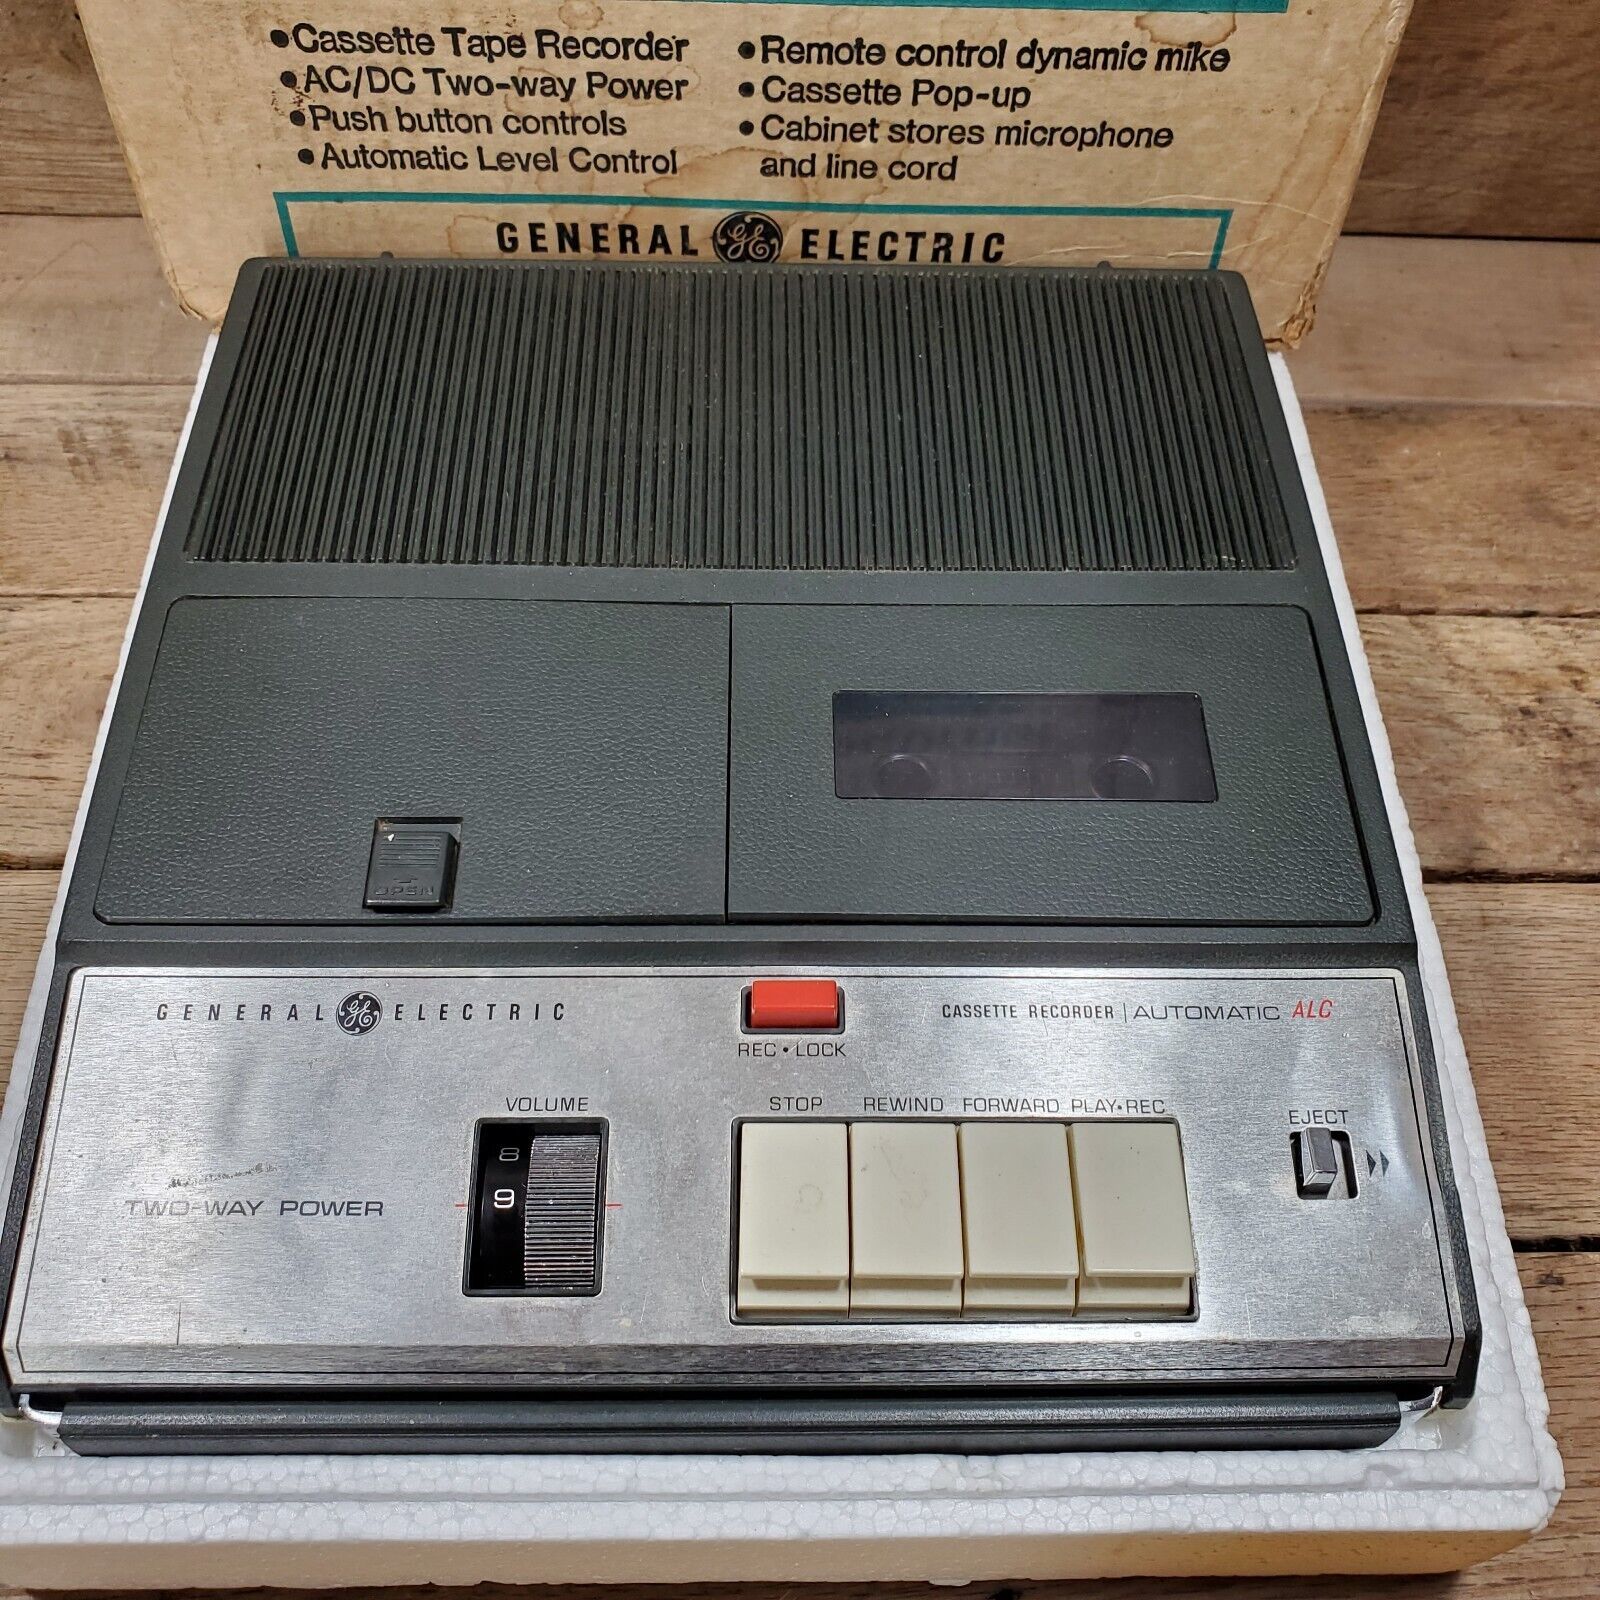 •Cassette Tape Recorder
•AC/DC Two-way Power
•Push button controls
•Automatic Level Control
•Remote control dynamic mike
•Cassette Pop-up
•Cabinet stores microphone
and line cord
GENERAL GE ELECTRIC
OPEN
GENERAL GE ELECTRIC
CASSETTE RECORDER | AUTOMATIC ALC
REC • LOCK
VOLUME
STOP REWIND FORWARD PLAY•REC
EJECT
8
9
TWO-WAY POWER